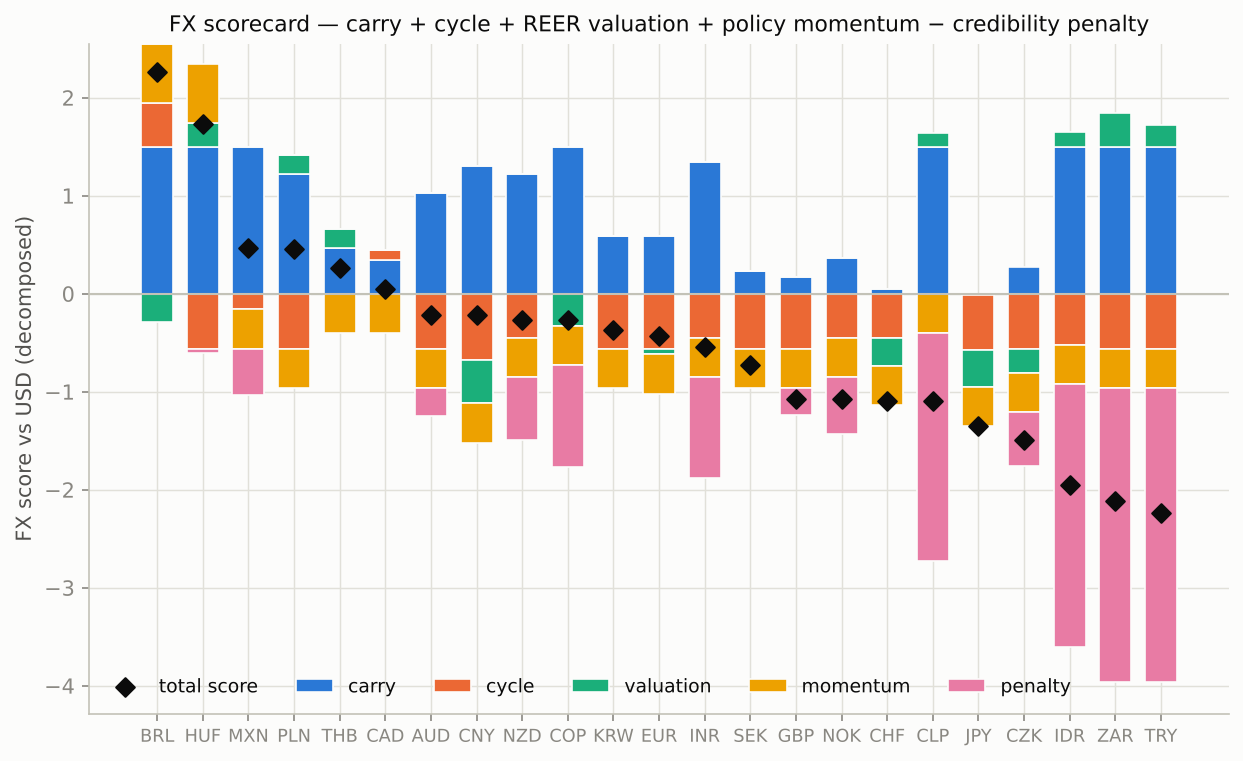 FX scorecard — carry + cycle + REER valuation + policy momentum − credibility penalty
FX score vs USD (decomposed)
2
1
0
−1
−2
−3
−4
total score carry cycle valuation momentum penalty
BRL HUF MXN PLN THB CAD AUD CNY NZD COP KRW EUR INR SEK GBP NOK CHF CLP JPY CZK IDR ZAR TRY